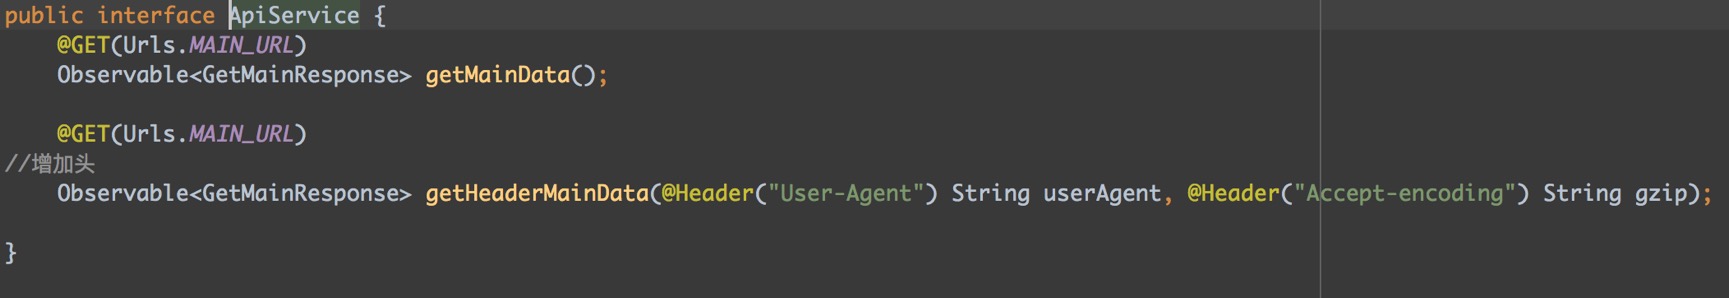 public interface ApiService {
@GET(Urls.MAIN_URL)
Observable<GetMainResponse> getMainData();
@GET(Urls.MAIN_URL)
//增加头
Observable<GetMainResponse> getHeaderMainData(@Header("User-Agent") String userAgent, @Header("Accept-encoding") String gzip);
}